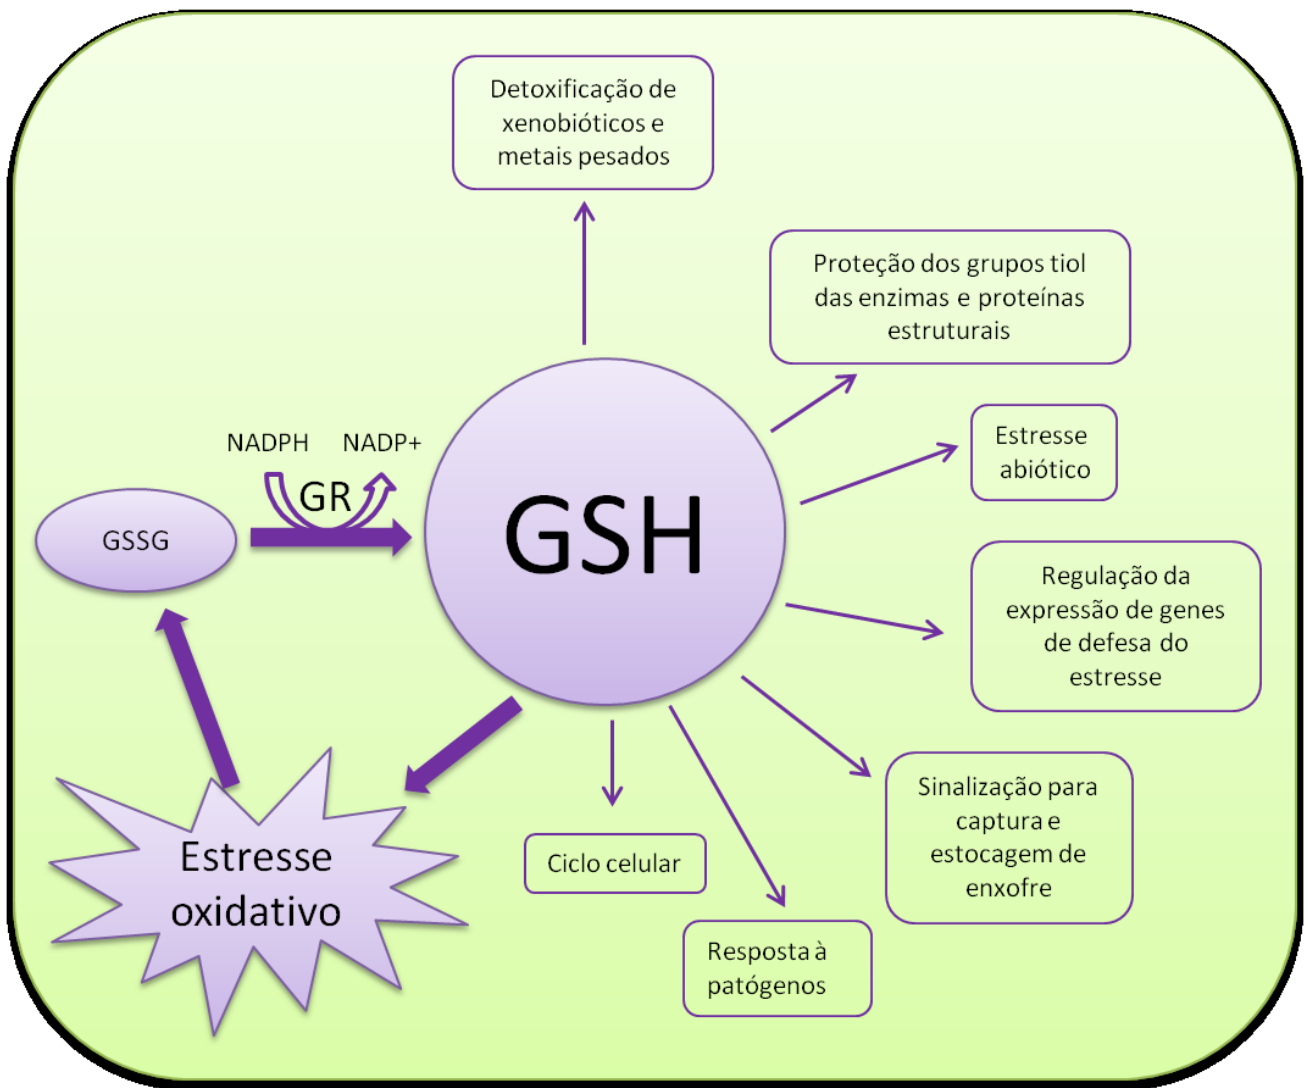 Detoxificação de
xenobióticos e
metais pesados
Proteção dos grupos tiol
das enzimas e proteínas
estruturais
Estresse
abiótico
NADPH NADP+
GR
GSSG
GSH
Regulação da
expressão de genes
de defesa do
estresse
Sinalização para
captura e
estocagem de
enxofre
Estresse
oxidativo
Ciclo celular
Resposta à
patógenos